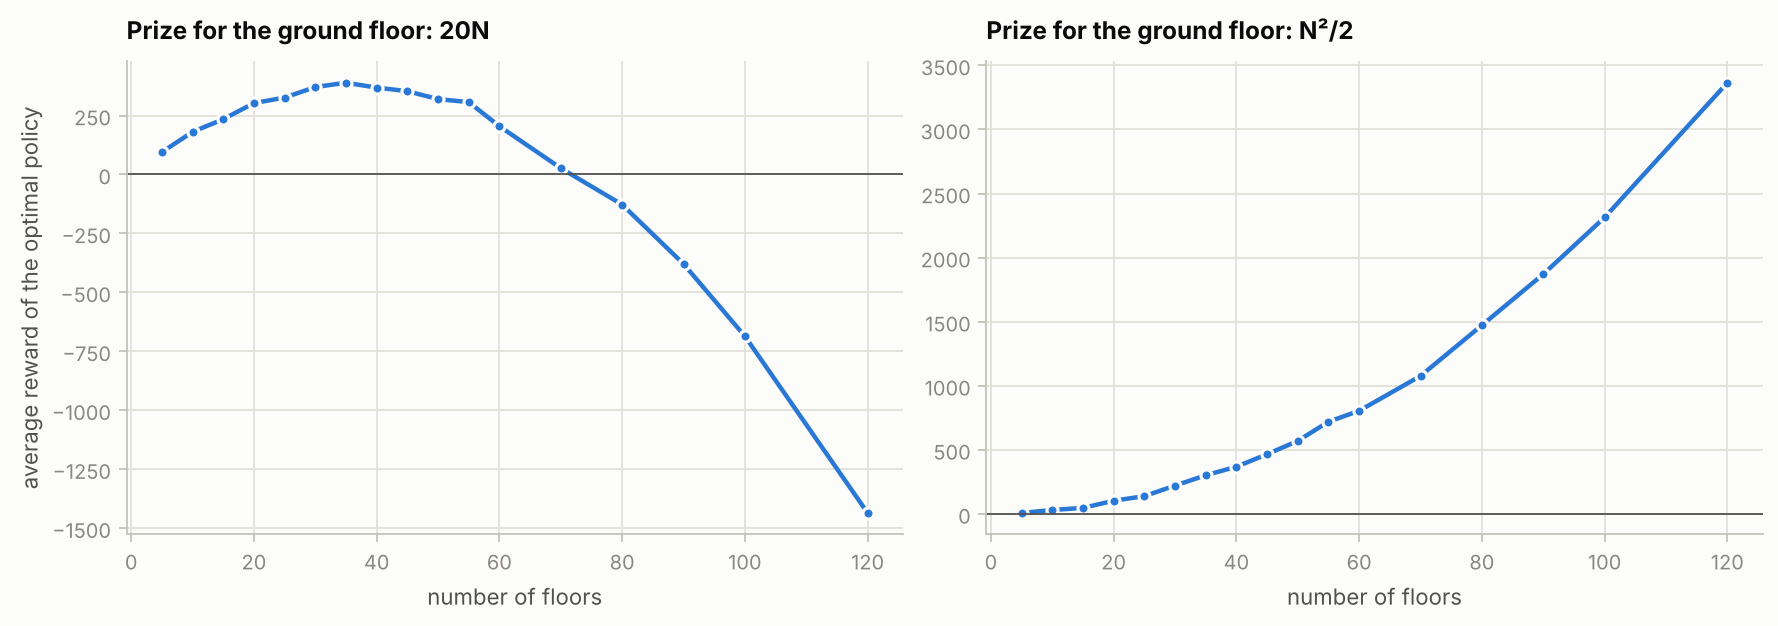 Prize for the ground floor: 20N
average reward of the optimal policy
250
0
−250
−500
−750
−1000
−1250
−1500
0 20 40 60 80 100 120
number of floors
Prize for the ground floor: N²/2
3500
3000
2500
2000
1500
1000
500
0
0 20 40 60 80 100 120
number of floors